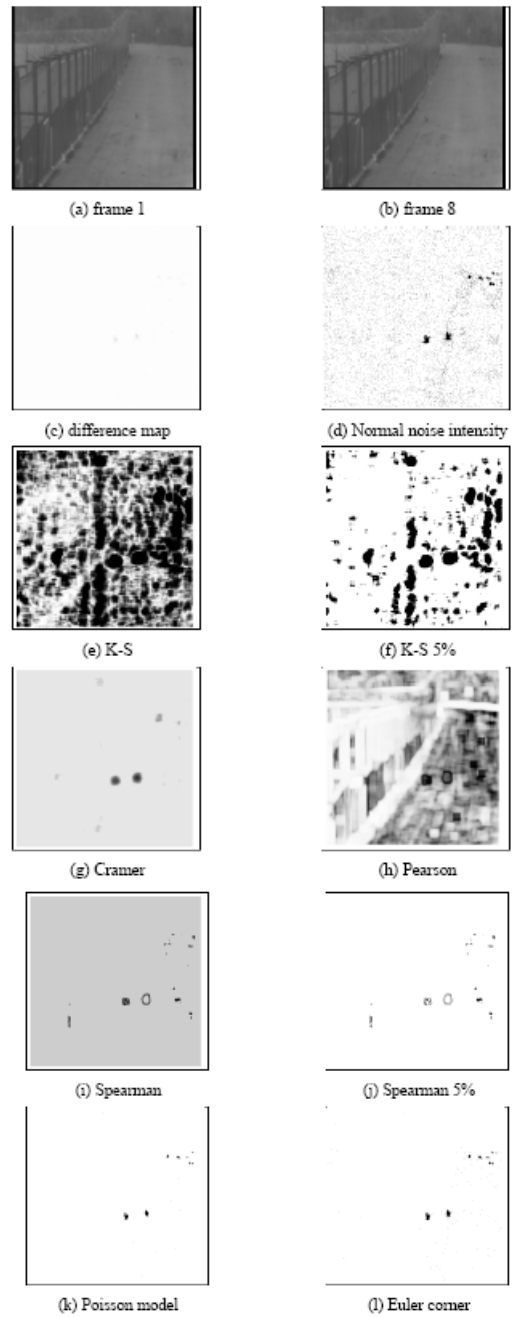 (a) frame 1
(b) frame 8
(c) difference map
(d) Normal noise intensity
(e) K-S
(f) K-S 5%
(g) Cramer
(h) Pearson
(i) Spearman
(j) Spearman 5%
(k) Poisson model
(l) Euler corner